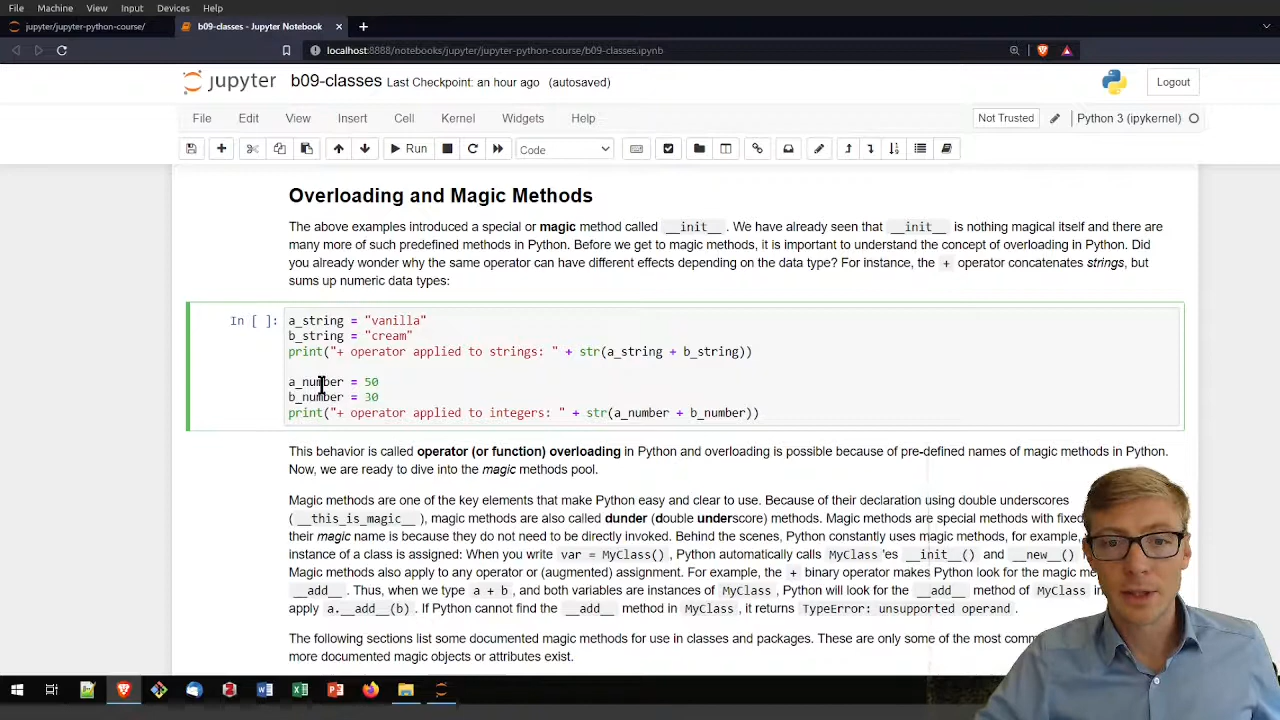 File Machine View Input Devices Help
jupyter/jupyter-python-course/ b09-classes - Jupyter Notebook
localhost:8888/notebooks/jupyter/jupyter-python-course/b09-classes.ipynb
jupyter b09-classes Last Checkpoint: an hour ago (autosaved) Logout
File Edit View Insert Cell Kernel Widgets Help Not Trusted Python 3 (ipykernel)
Run Code
Overloading and Magic Methods
The above examples introduced a special or magic method called __init__. We have already seen that __init__ is nothing magical itself and there are
many more of such predefined methods in Python. Before we get to magic methods, it is important to understand the concept of overloading in Python. Did
you already wonder why the same operator can have different effects depending on the data type? For instance, the + operator concatenates strings, but
sums up numeric data types:
In [ ]: a_string = "vanilla"
b_string = "cream"
print("+ operator applied to strings: " + str(a_string + b_string))
a_number = 50
b_number = 30
print("+ operator applied to integers: " + str(a_number + b_number))
This behavior is called operator (or function) overloading in Python and overloading is possible because of pre-defined names of magic methods in Python.
Now, we are ready to dive into the magic methods pool.
Magic methods are one of the key elements that make Python easy and clear to use. Because of their declaration using double underscores
(__this_is_magic__), magic methods are also called dunder (double underscore) methods. Magic methods are special methods with fixed
their magic name is because they do not need to be directly invoked. Behind the scenes, Python constantly uses magic methods, for example,
instance of a class is assigned: When you write var = MyClass(), Python automatically calls MyClass'es __init__() and __new__()
Magic methods also apply to any operator or (augmented) assignment. For example, the + binary operator makes Python look for the magic me
__add__. Thus, when we type a + b, and both variables are instances of MyClass, Python will look for the __add__ method of MyClass in
apply a.__add__(b). If Python cannot find the __add__ method in MyClass, it returns TypeError: unsupported operand.
The following sections list some documented magic methods for use in classes and packages. These are only some of the most comm
more documented magic objects or attributes exist.